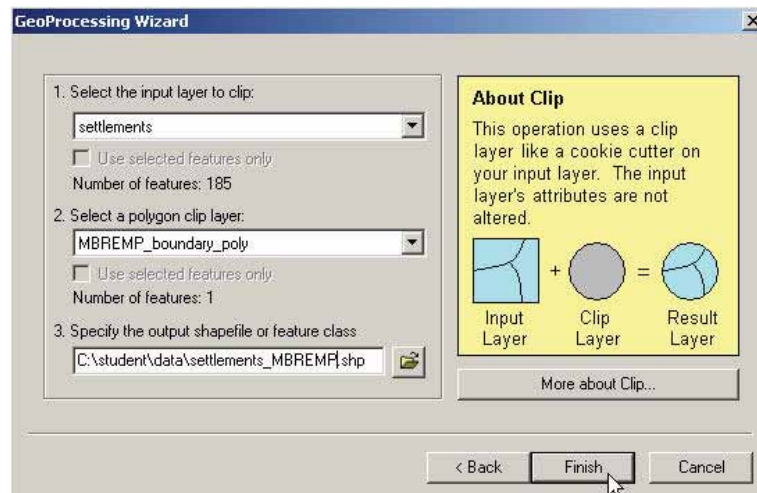 GeoProcessing Wizard
1. Select the input layer to clip:
settlements
Use selected features only
Number of features: 185
2. Select a polygon clip layer:
MBREMP_boundary_poly
Use selected features only
Number of features: 1
3. Specify the output shapefile or feature class
C:\student\data\settlements_MBREMP.shp
About Clip
This operation uses a clip
layer like a cookie cutter on
your input layer. The input
layer's attributes are not
altered.
+ =
Input Clip Result
Layer Layer Layer
More about Clip...
< Back Finish Cancel